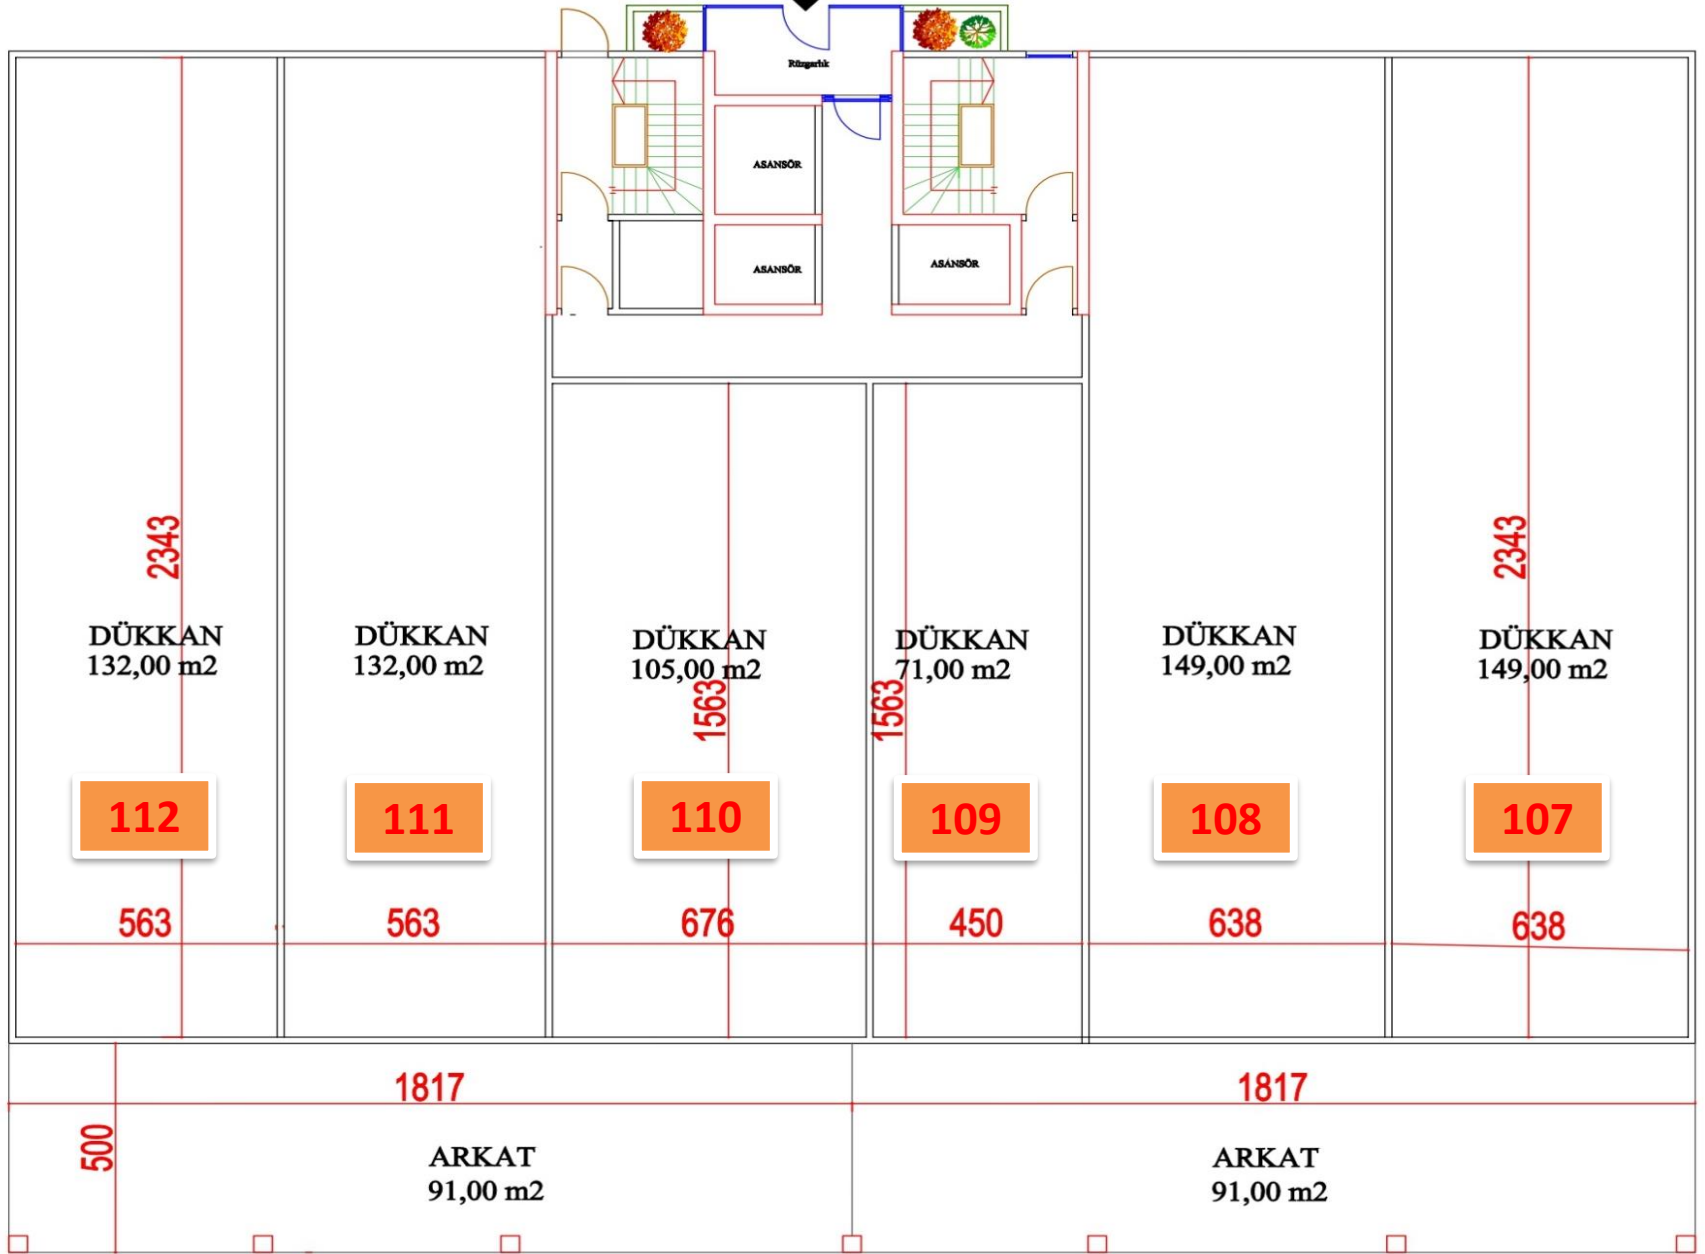 Rüzgarlık
ASANSÖR
ASANSÖR
ASANSÖR
2343
2343
DÜKKAN
132,00 m2
DÜKKAN
132,00 m2
DÜKKAN
105,00 m2
DÜKKAN
71,00 m2
DÜKKAN
149,00 m2
DÜKKAN
149,00 m2
1563
1563
112
111
110
109
108
107
563
563
676
450
638
638
1817
1817
500
ARKAT
91,00 m2
ARKAT
91,00 m2